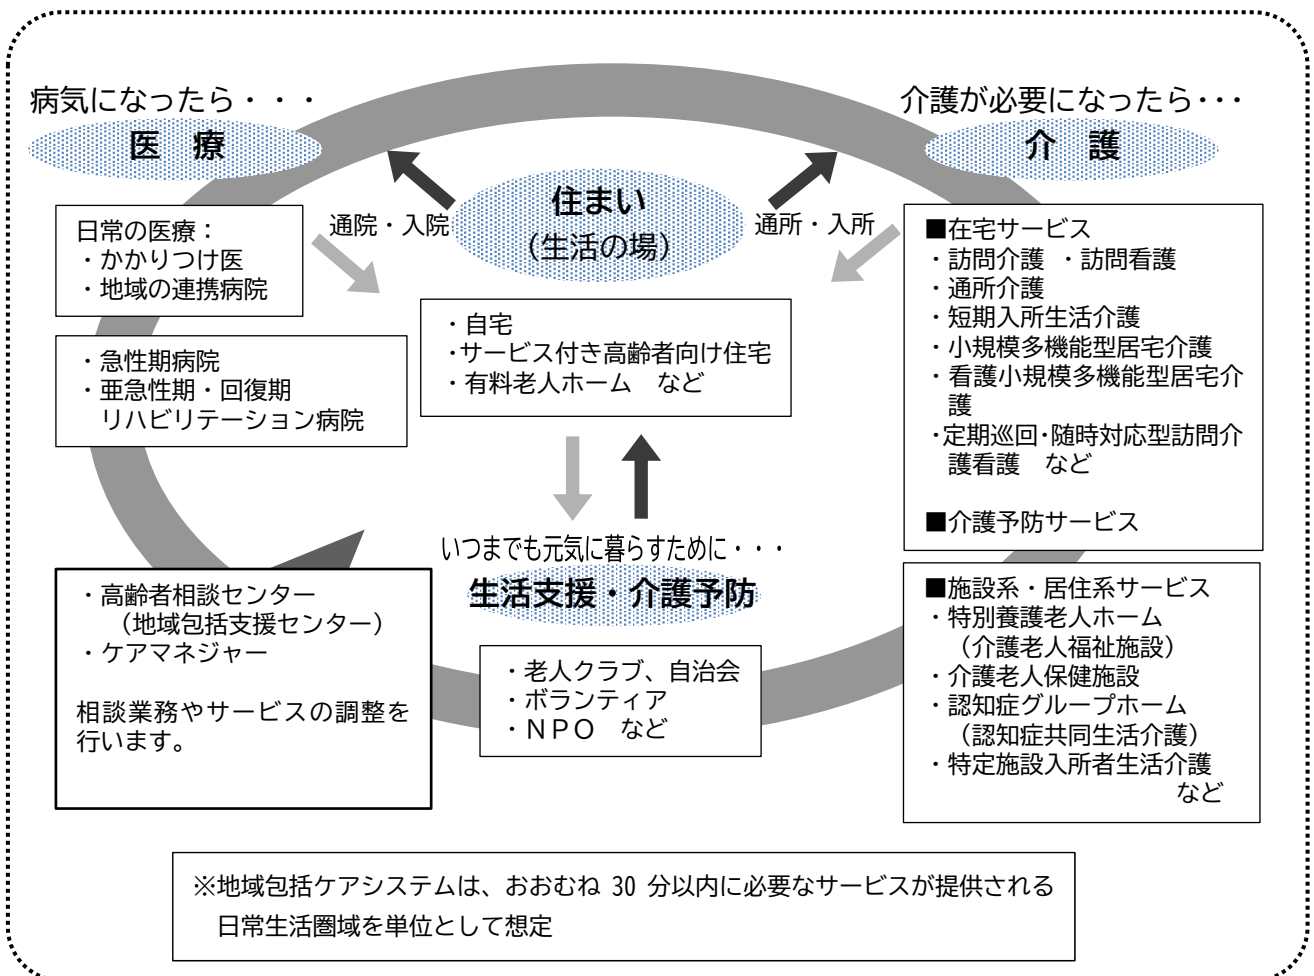 病気になったら・・・
医 療
日常の医療：
・かかりつけ医
・地域の連携病院
・急性期病院
・亜急性期・回復期
リハビリテーション病院
通院・入院
住まい
（生活の場）
通所・入所
・自宅
・サービス付き高齢者向け住宅
・有料老人ホーム　など
介護が必要になったら・・・
介 護
■在宅サービス
・訪問介護 ・訪問看護
・通所介護
・短期入所生活介護
・小規模多機能型居宅介護
・看護小規模多機能型居宅介
護
・定期巡回・随時対応型訪問介
護看護　など
■介護予防サービス
■施設系・居住系サービス
・特別養護老人ホーム
（介護老人福祉施設）
・介護老人保健施設
・認知症グループホーム
（認知症共同生活介護）
・特定施設入所者生活介護
など
いつまでも元気に暮らすために・・・
生活支援・介護予防
・老人クラブ、自治会
・ボランティア
・ＮＰＯ　など
・高齢者相談センター
（地域包括支援センター）
・ケアマネジャー
相談業務やサービスの調整を
行います。
※地域包括ケアシステムは、おおむね 30 分以内に必要なサービスが提供される
日常生活圏域を単位として想定